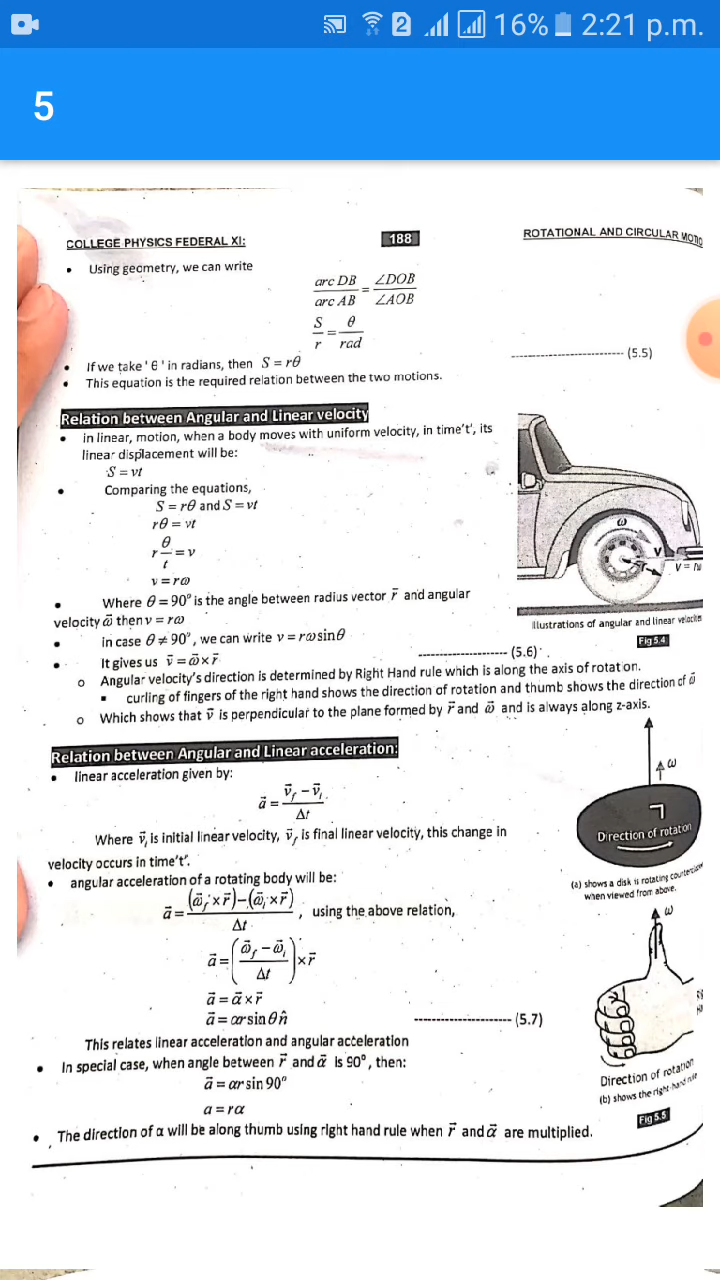 2 16% 2:21 p.m.
5
COLLEGE PHYSICS FEDERAL XI:
188
ROTATIONAL AND CIRCULAR MOTIO
• Using geometry, we can write
arc DB / arc AB = ∠DOB / ∠AOB
S / r = θ / rad
• If we take 'θ' in radians, then S = rθ
(5.5)
• This equation is the required relation between the two motions.
Relation between Angular and Linear velocity
• in linear, motion, when a body moves with uniform velocity, in time't', its
linear displacement will be:
S = vt
• Comparing the equations,
S = rθ and S = vt
rθ = vt
r θ/t = v
v = rω
• Where θ = 90° is the angle between radius vector r⃗ and angular
velocity ω⃗ then v = rω
• in case θ ≠ 90°, we can write v = rω sinθ
• It gives us v⃗ = ω⃗ × r⃗
(5.6)
ω
v
r
Illustrations of angular and linear velocities
Fig 5.4
o Angular velocity's direction is determined by Right Hand rule which is along the axis of rotation.
▪ curling of fingers of the right hand shows the direction of rotation and thumb shows the direction of ω⃗
o Which shows that v⃗ is perpendicular to the plane formed by r⃗ and ω⃗ and is always along z-axis.
Relation between Angular and Linear acceleration:
• linear acceleration given by:
a⃗ = (v⃗f − v⃗i) / Δt
Where v⃗i is initial linear velocity, v⃗f is final linear velocity, this change in
velocity occurs in time't'.
• angular acceleration of a rotating body will be:
a⃗ = ((ω⃗f × r⃗) − (ω⃗i × r⃗)) / Δt , using the above relation,
a⃗ = ((ω⃗f − ω⃗i) / Δt) × r⃗
a⃗ = α⃗ × r⃗
a⃗ = αr sin θ n̂
(5.7)
This relates linear acceleration and angular acceleration
• In special case, when angle between r⃗ and α⃗ is 90°, then:
a⃗ = αr sin 90°
a = rα
• The direction of α will be along thumb using right hand rule when r⃗ and α⃗ are multiplied.
ω
Direction of rotaton
(a) shows a disk is rotating
when viewed from above.
ω
Direction of rotation
(b) shows the right-hand rule
Fig 5.5